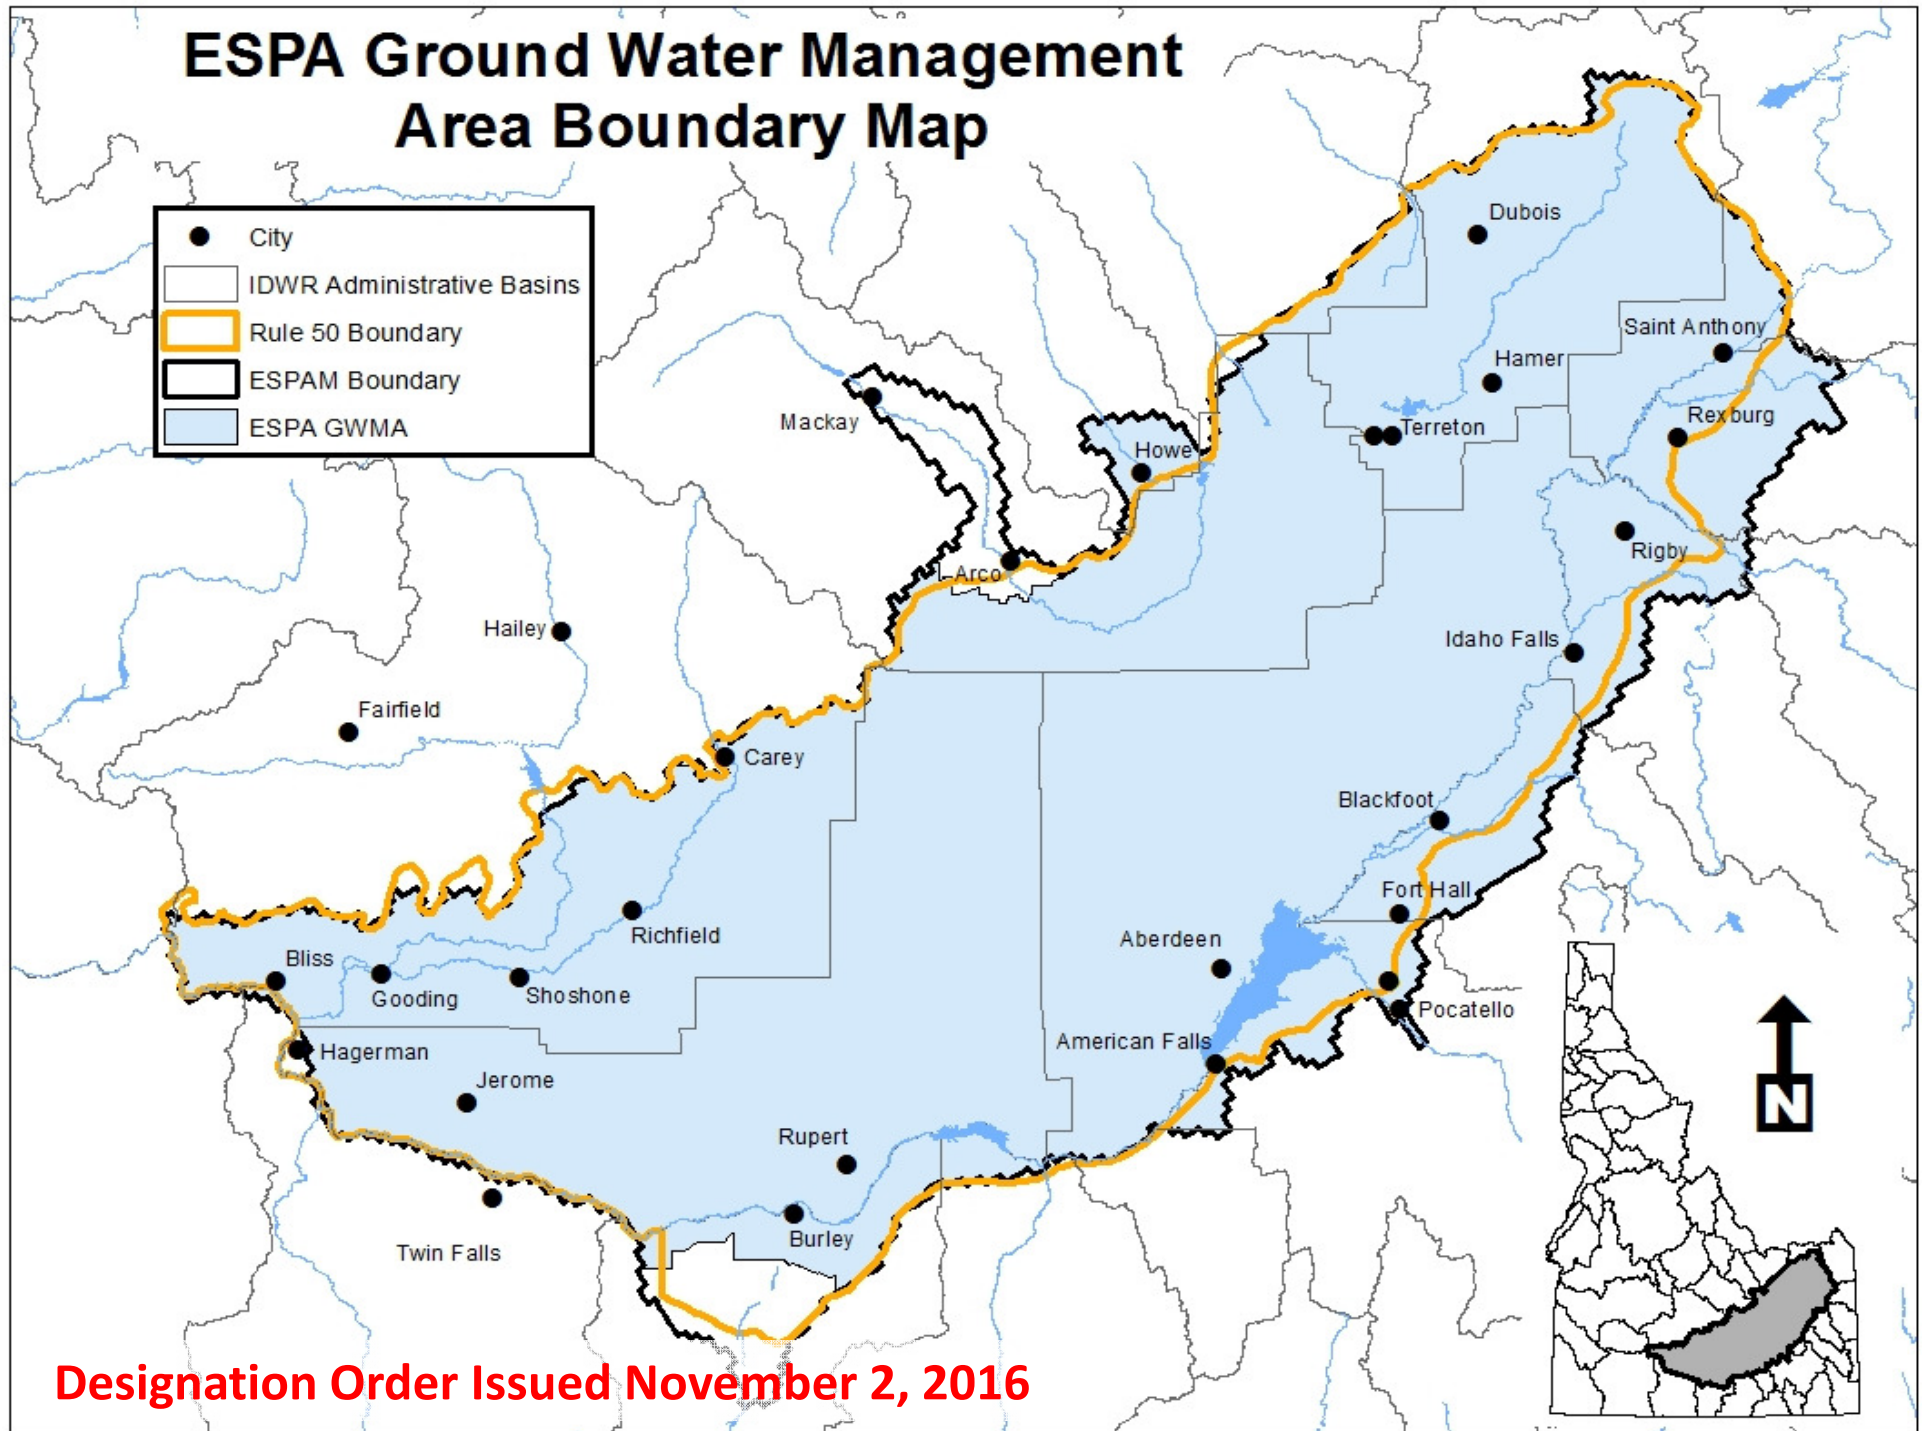 ESPA Ground Water Management
Area Boundary Map
City
IDWR Administrative Basins
Rule 50 Boundary
ESPAM Boundary
ESPA GWMA
Dubois
Saint Anthony
Hamer
Mackay
Rexburg
Terreton
Howe
Rigby
Arco
Hailey
Idaho Falls
Fairfield
Carey
Blackfoot
Fort Hall
Richfield
Aberdeen
Bliss
Gooding
Shoshone
Pocatello
American Falls
Hagerman
Jerome
N
Rupert
Burley
Twin Falls
Designation Order Issued November 2, 2016